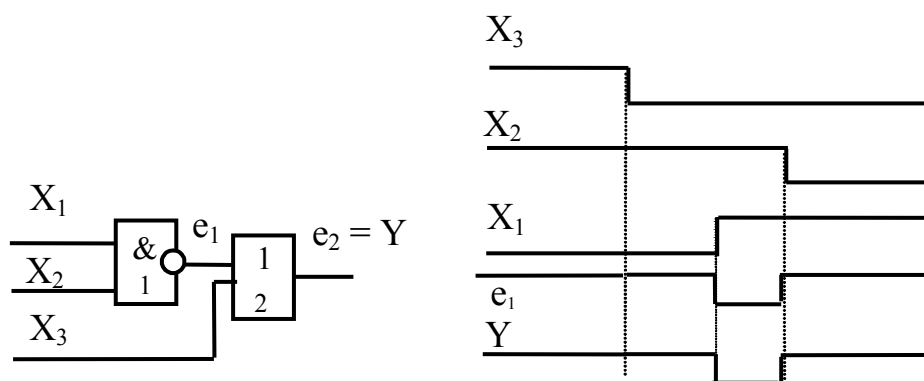 X₁
&
1
X₂
X₃
e₁
1
2
e₂ = Y
X₃
X₂
X₁
e₁
Y